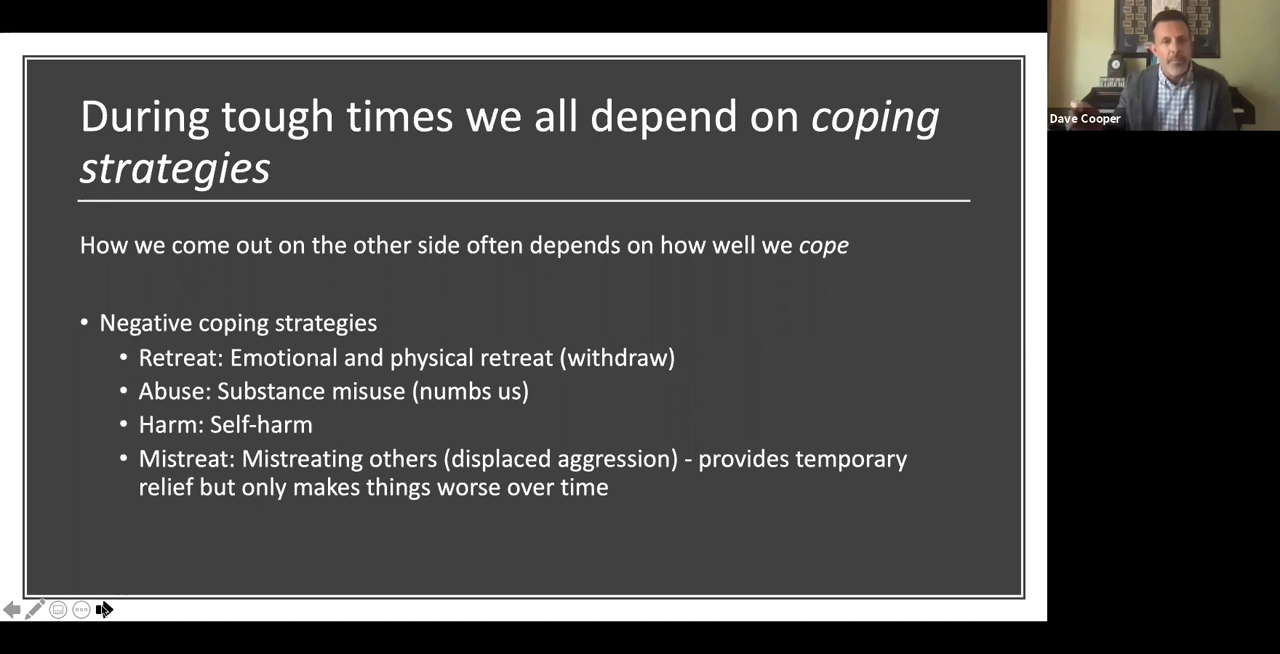 During tough times we all depend on coping
strategies
How we come out on the other side often depends on how well we cope
• Negative coping strategies
• Retreat: Emotional and physical retreat (withdraw)
• Abuse: Substance misuse (numbs us)
• Harm: Self-harm
• Mistreat: Mistreating others (displaced aggression) - provides temporary
relief but only makes things worse over time
Dave Cooper